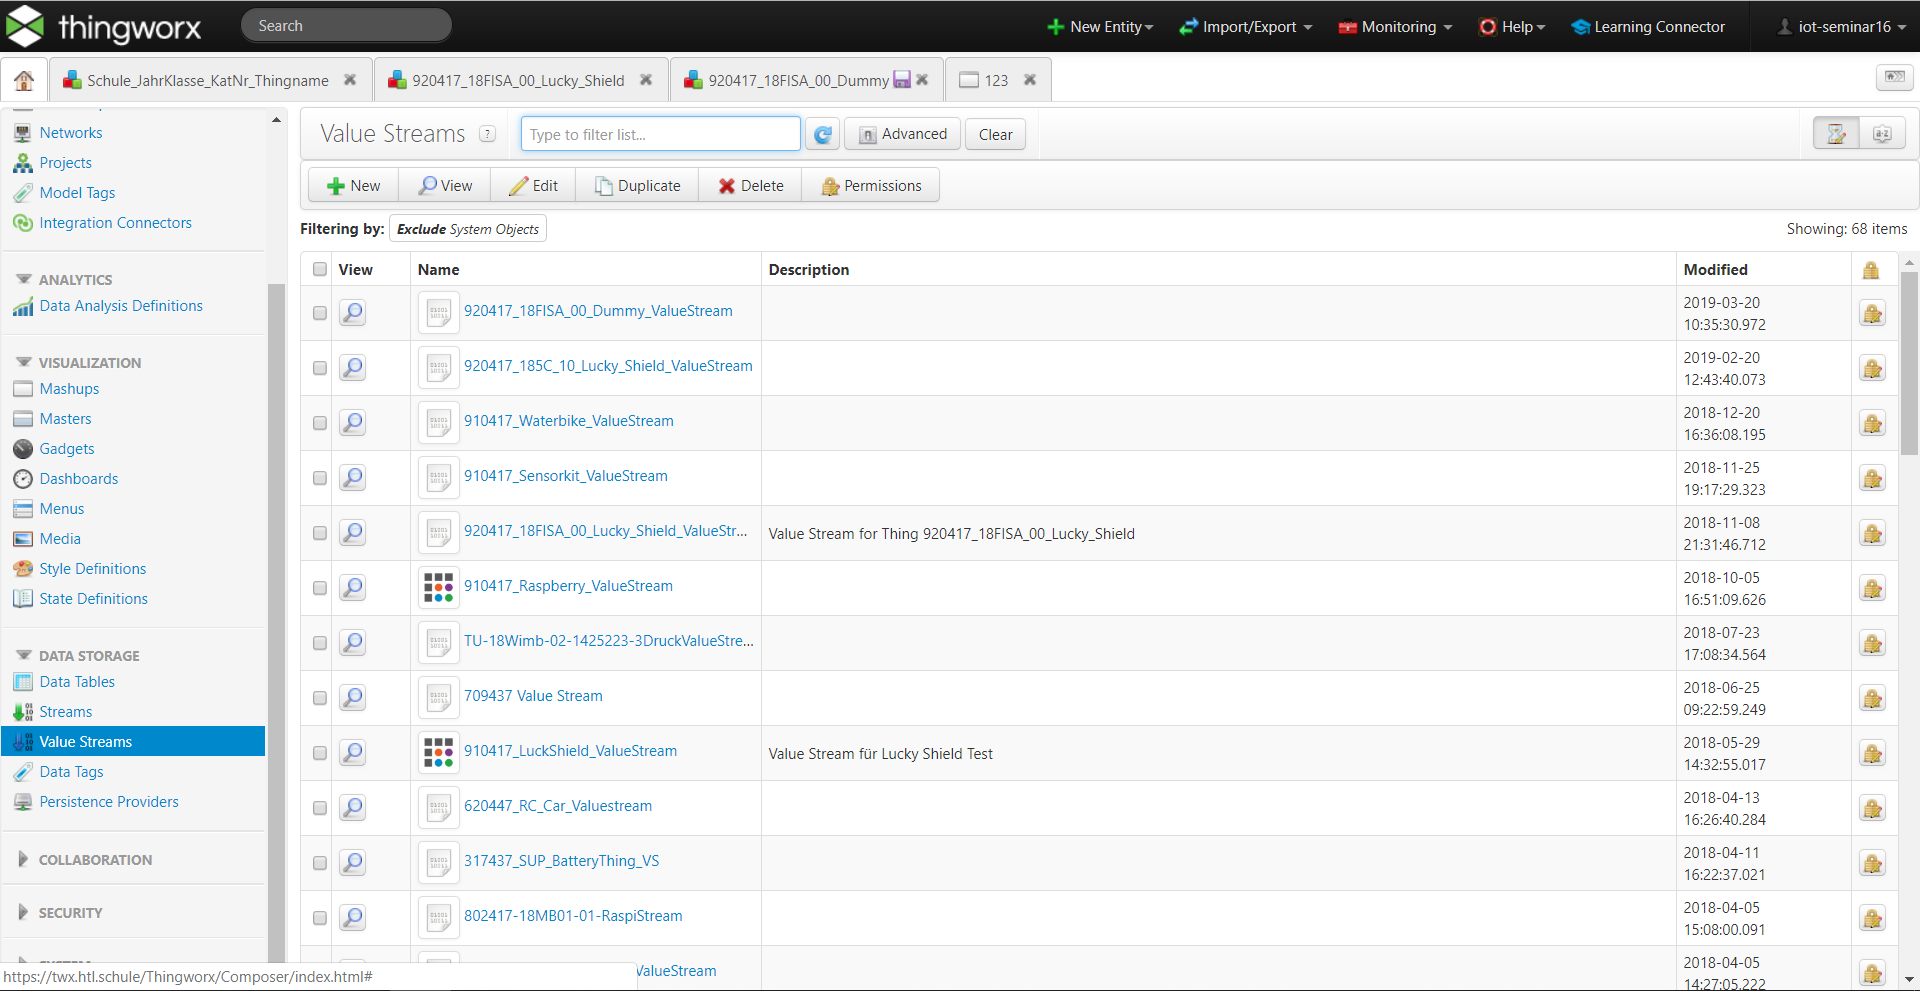 thingworx
Search
New Entity
Import/Export
Monitoring
Help
Learning Connector
iot-seminar16
Schule_JahrKlasse_KatNr_Thingname
920417_18FISA_00_Lucky_Shield
920417_18FISA_00_Dummy
123
Networks
Projects
Model Tags
Integration Connectors
ANALYTICS
Data Analysis Definitions
VISUALIZATION
Mashups
Masters
Gadgets
Dashboards
Menus
Media
Style Definitions
State Definitions
DATA STORAGE
Data Tables
Streams
Value Streams
Data Tags
Persistence Providers
COLLABORATION
SECURITY
https://twx.htl.schule/Thingworx/Composer/index.html#
Value Streams
?
Type to filter list...
Advanced
Clear
a-z
New
View
Edit
Duplicate
Delete
Permissions
Filtering by: Exclude System Objects
Showing: 68 items
View Name Description Modified
920417_18FISA_00_Dummy_ValueStream 2019-03-20
10:35:30.972
920417_185C_10_Lucky_Shield_ValueStream 2019-02-20
12:43:40.073
910417_Waterbike_ValueStream 2018-12-20
16:36:08.195
910417_Sensorkit_ValueStream 2018-11-25
19:17:29.323
920417_18FISA_00_Lucky_Shield_ValueStr... Value Stream for Thing 920417_18FISA_00_Lucky_Shield 2018-11-08
21:31:46.712
910417_Raspberry_ValueStream 2018-10-05
16:51:09.626
TU-18Wimb-02-1425223-3DruckValueStre... 2018-07-23
17:08:34.564
709437 Value Stream 2018-06-25
09:22:59.249
910417_LuckShield_ValueStream Value Stream für Lucky Shield Test 2018-05-29
14:32:55.017
620447_RC_Car_Valuestream 2018-04-13
16:26:40.284
317437_SUP_BatteryThing_VS 2018-04-11
16:22:37.021
802417-18MB01-01-RaspiStream 2018-04-05
15:08:00.091
ValueStream 2018-04-05
14:27:05.222